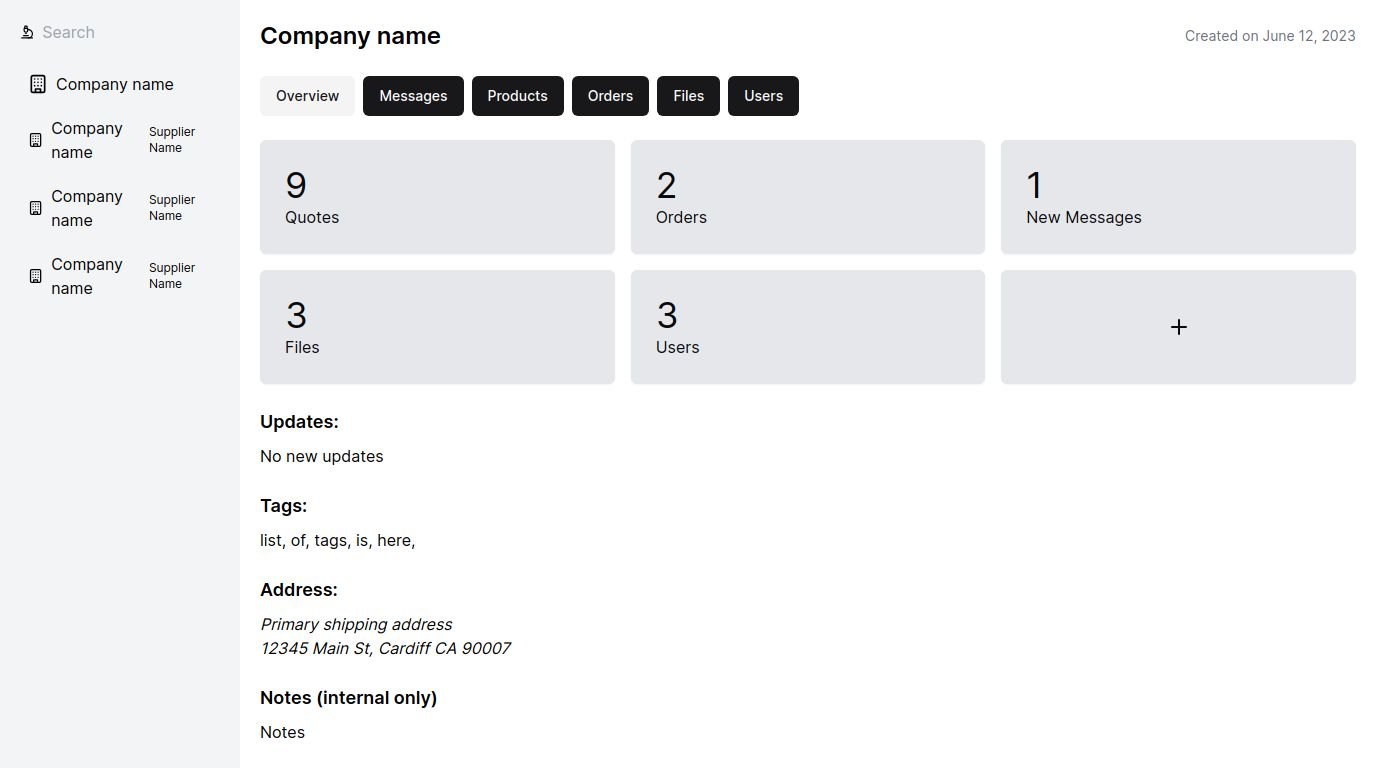 Search
Company name
Company
name
Supplier
Name
Company
name
Supplier
Name
Company
name
Supplier
Name
Company name
Created on June 12, 2023
Overview
Messages
Products
Orders
Files
Users
9
Quotes
2
Orders
1
New Messages
3
Files
3
Users
+
Updates:
No new updates
Tags:
list, of, tags, is, here,
Address:
Primary shipping address
12345 Main St, Cardiff CA 90007
Notes (internal only)
Notes